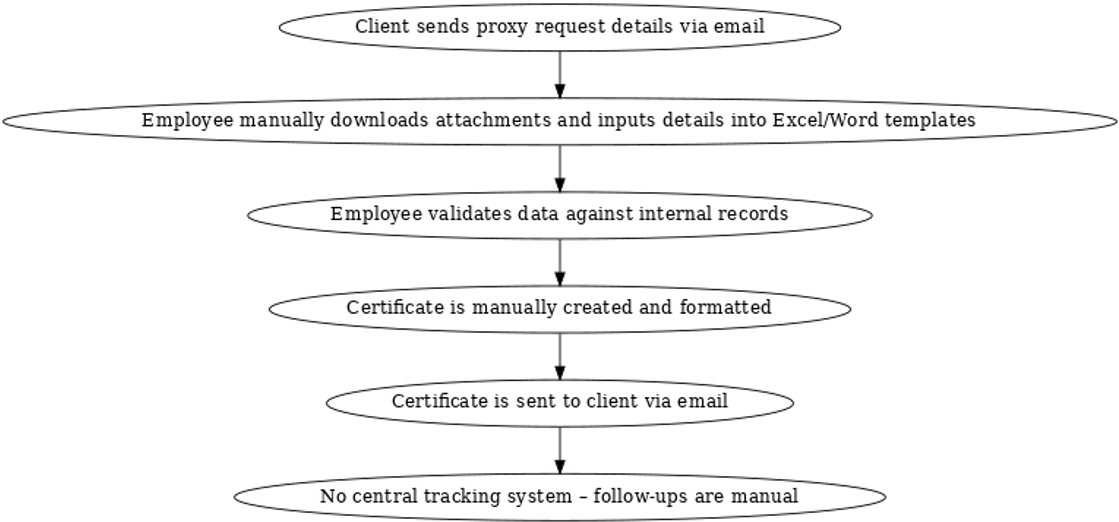 Client sends proxy request details via email
Employee manually downloads attachments and inputs details into Excel/Word templates
Employee validates data against internal records
Certificate is manually created and formatted
Certificate is sent to client via email
No central tracking system – follow-ups are manual